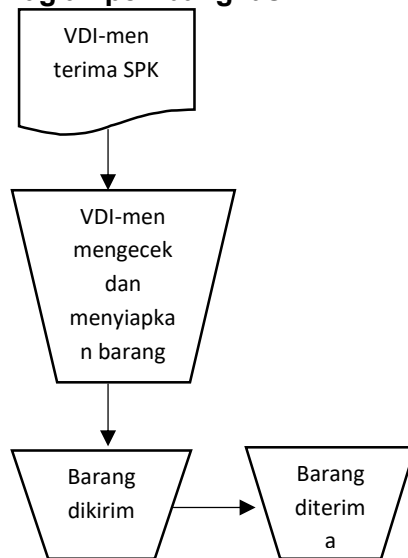 VDI-men
terima SPK
VDI-men
mengecek
dan
menyiapka
n barang
Barang
dikirim
Barang
diterim
a